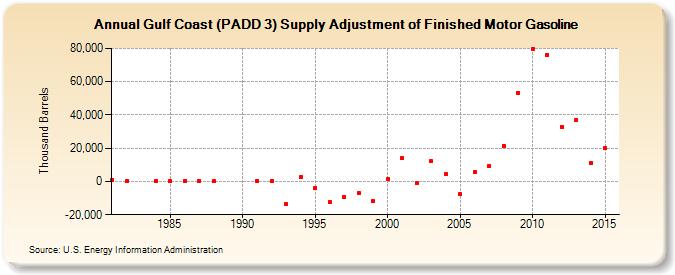 Annual Gulf Coast (PADD 3) Supply Adjustment of Finished Motor Gasoline
Thousand Barrels
80,000
60,000
40,000
20,000
0
-20,000
1985 1990 1995 2000 2005 2010 2015
Source: U.S. Energy Information Administration